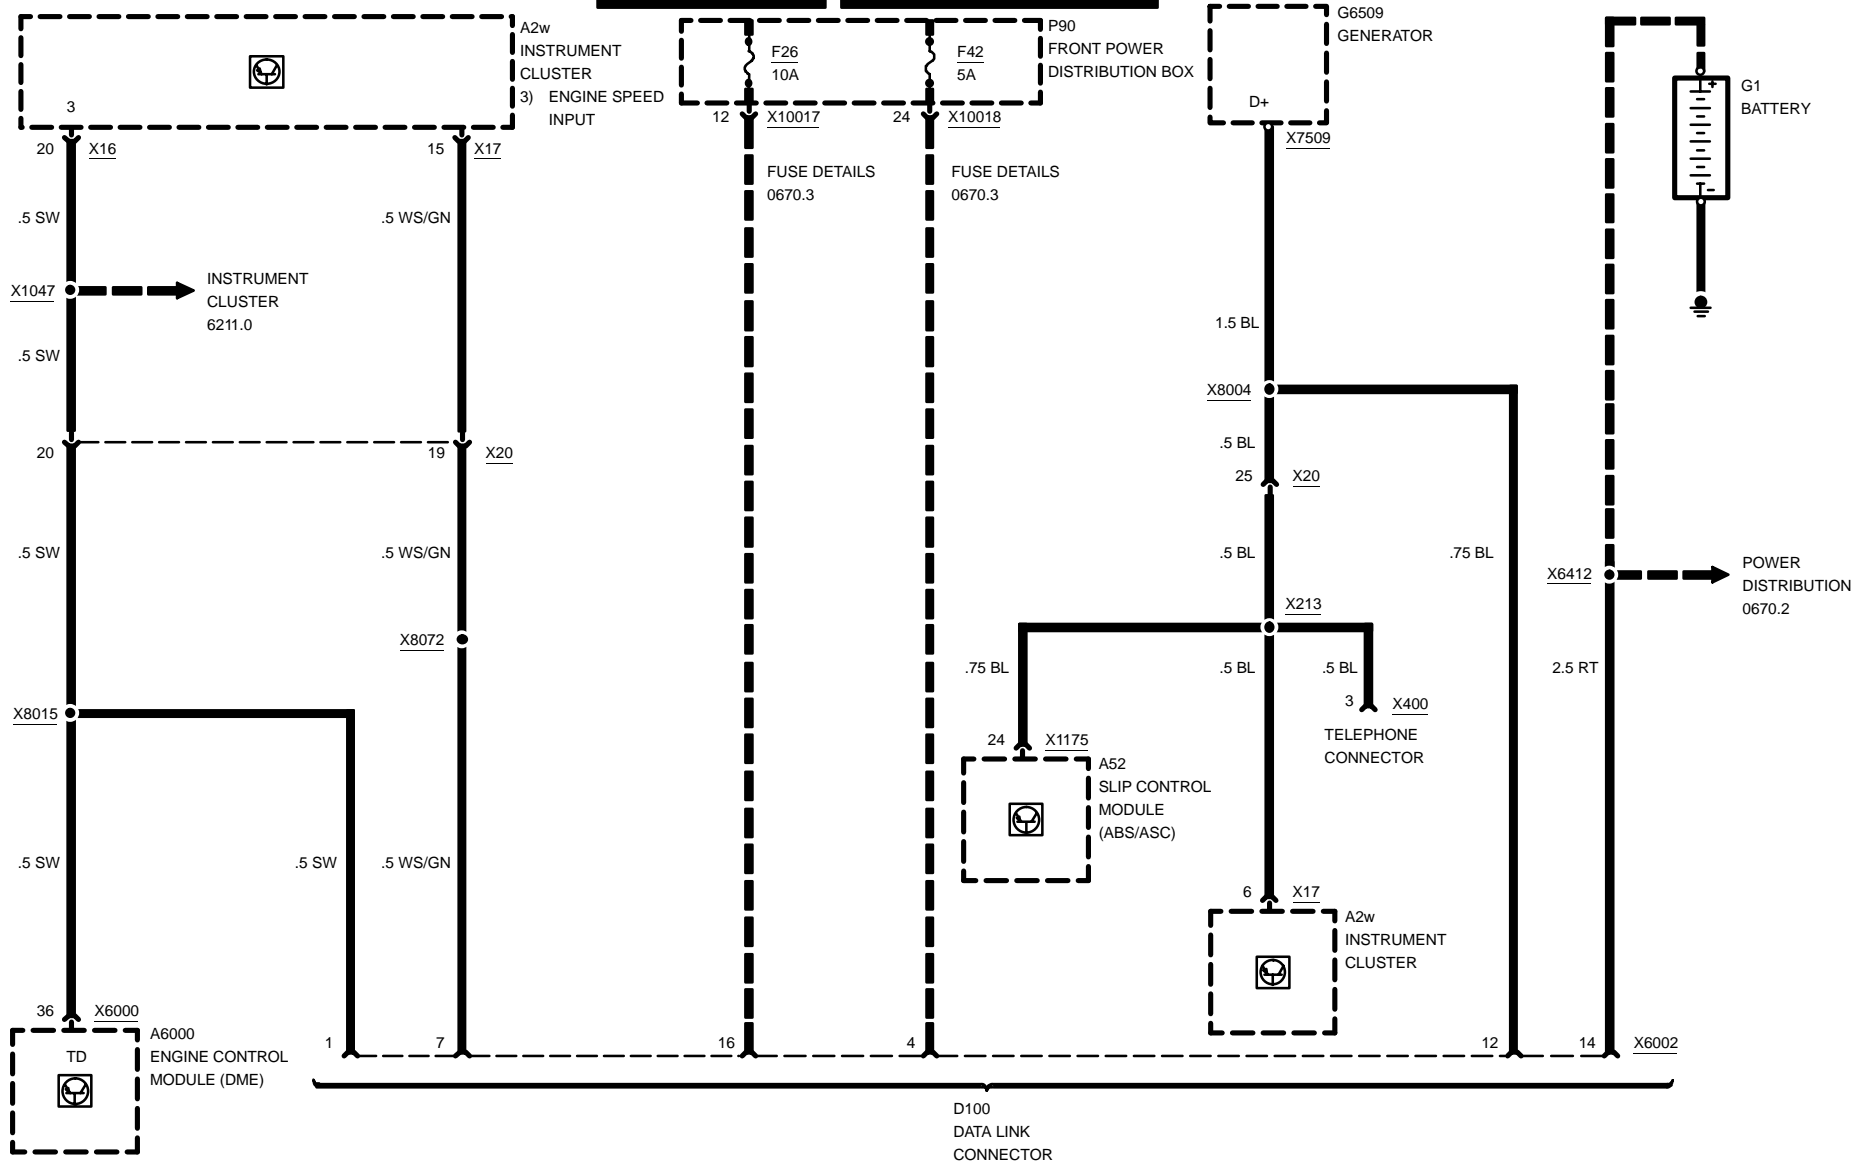 A2w
INSTRUMENT
CLUSTER
3) ENGINE SPEED
INPUT
3
20 X16
15 X17
F26
10A
F42
5A
P90
FRONT POWER
DISTRIBUTION BOX
12 X10017
24 X10018
FUSE DETAILS
0670.3
FUSE DETAILS
0670.3
G6509
GENERATOR
D+
X7509
+
-
G1
BATTERY
.5 SW
.5 WS/GN
X1047
INSTRUMENT
CLUSTER
6211.0
1.5 BL
.5 SW
X8004
.5 BL
20
19 X20
25 X20
.5 SW
.5 WS/GN
.5 BL
.75 BL
X6412
POWER
DISTRIBUTION
0670.2
X213
X8072
.75 BL
.5 BL
.5 BL
2.5 RT
X8015
3 X400
TELEPHONE
CONNECTOR
24 X1175
A52
SLIP CONTROL
MODULE
(ABS/ASC)
.5 SW
.5 SW
.5 WS/GN
6 X17
A2w
INSTRUMENT
CLUSTER
36 X6000
A6000
ENGINE CONTROL
MODULE (DME)
TD
1
7
16
4
12
14 X6002
D100
DATA LINK
CONNECTOR